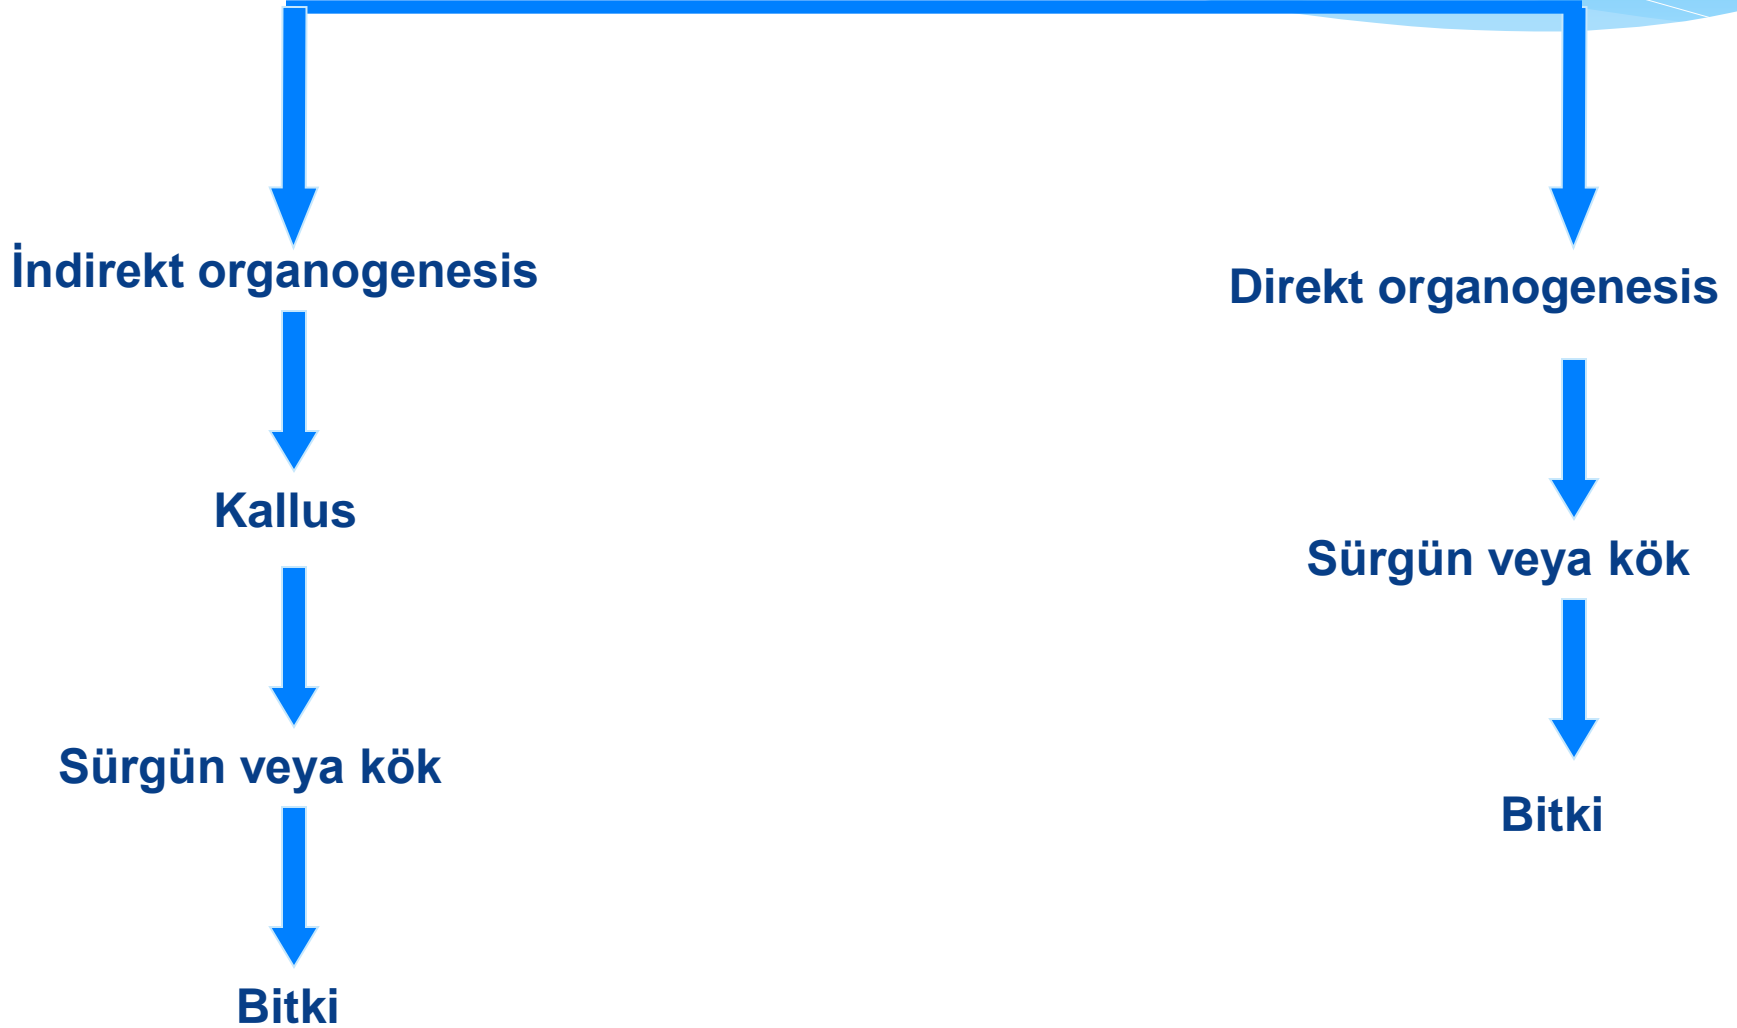 İndirekt organogenesis
Kallus
Sürgün veya kök
Bitki
Direkt organogenesis
Sürgün veya kök
Bitki